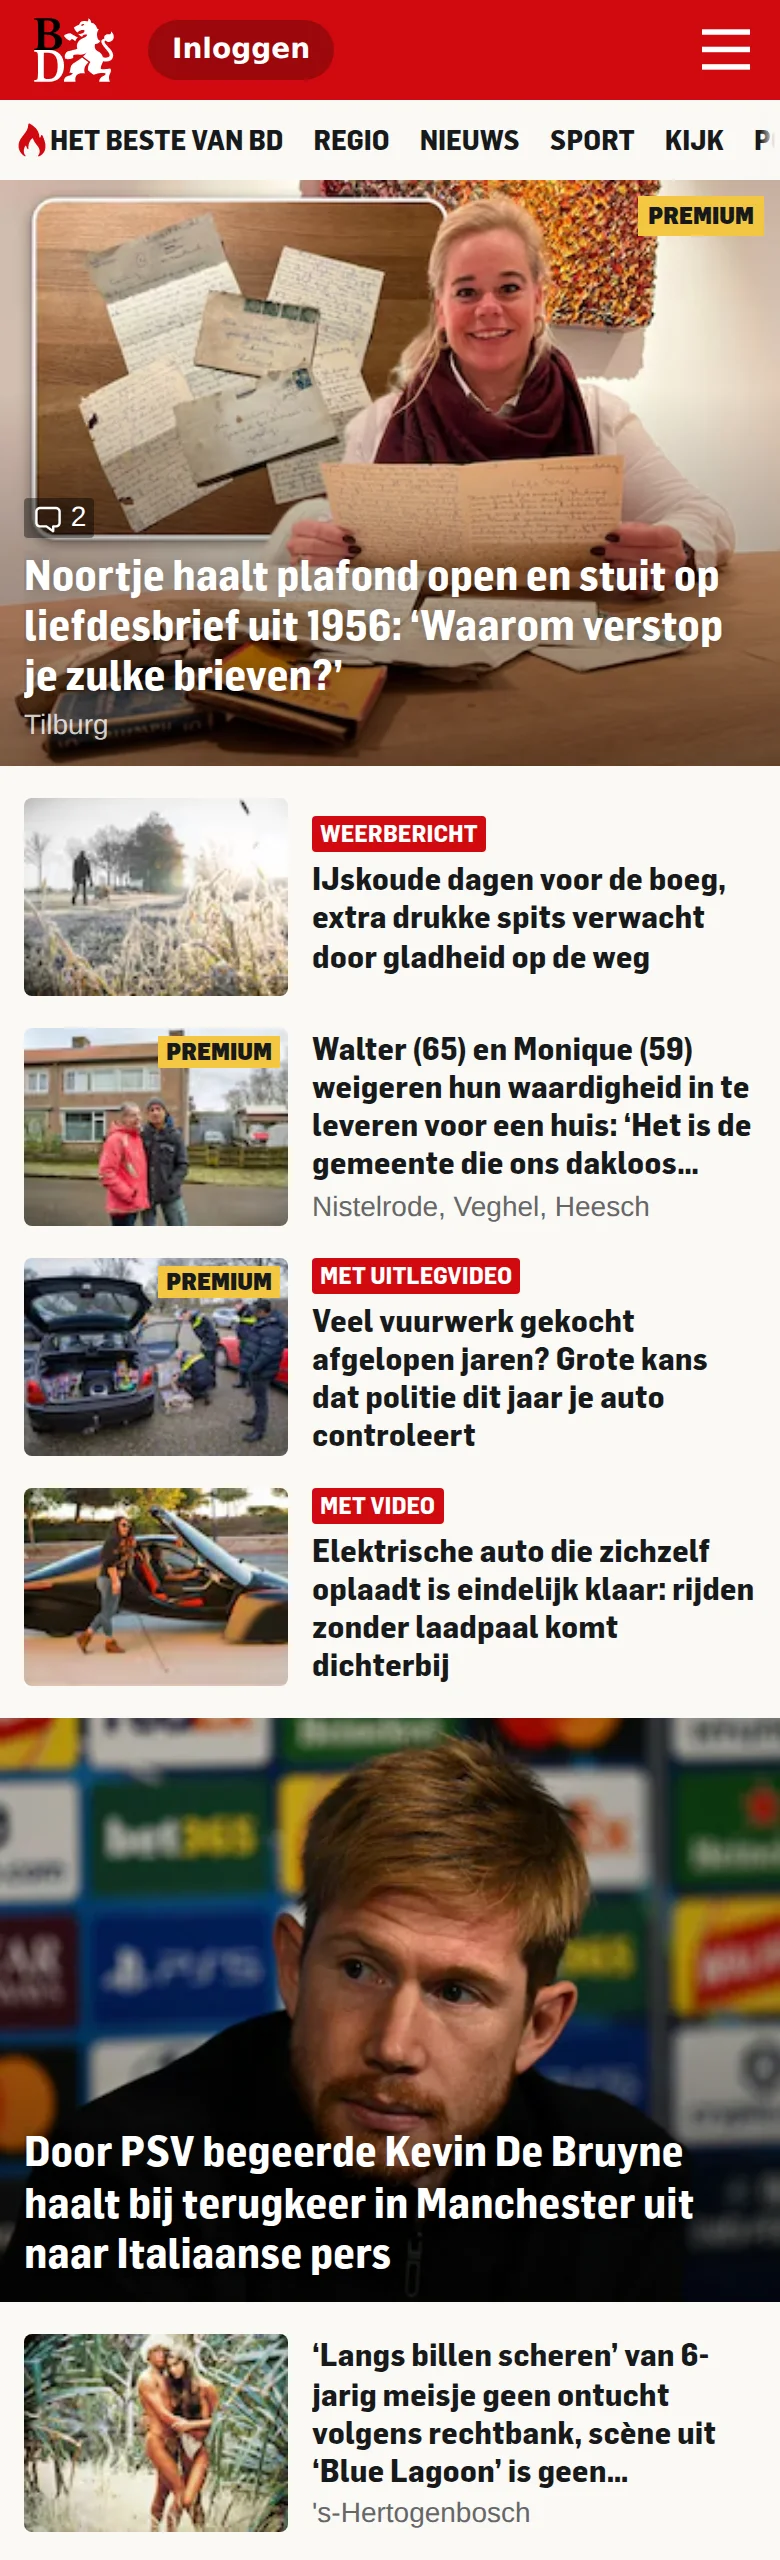 BD
Inloggen
HET BESTE VAN BD REGIO NIEUWS SPORT KIJK
PREMIUM
2
Noortje haalt plafond open en stuit op
liefdesbrief uit 1956: ‘Waarom verstop
je zulke brieven?’
Tilburg
WEERBERICHT
IJskoude dagen voor de boeg,
extra drukke spits verwacht
door gladheid op de weg
PREMIUM
Walter (65) en Monique (59)
weigeren hun waardigheid in te
leveren voor een huis: ‘Het is de
gemeente die ons dakloos...
Nistelrode, Veghel, Heesch
PREMIUM
MET UITLEGVIDEO
Veel vuurwerk gekocht
afgelopen jaren? Grote kans
dat politie dit jaar je auto
controleert
MET VIDEO
Elektrische auto die zichzelf
oplaadt is eindelijk klaar: rijden
zonder laadpaal komt
dichterbij
bet365
PS5
Door PSV begeerde Kevin De Bruyne
haalt bij terugkeer in Manchester uit
naar Italiaanse pers
‘Langs billen scheren’ van 6-
jarig meisje geen ontucht
volgens rechtbank, scène uit
‘Blue Lagoon’ is geen...
's-Hertogenbosch